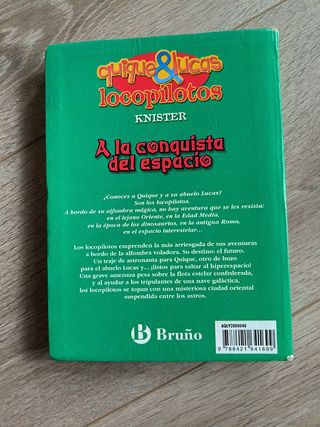 quique&lucas
locopilotos
KNISTER
A la conquista
del espacio
¿Conoces a Quique y a su abuelo Lucas?
Son los locopilotos.
A bordo de su alfombra mágica, no hay aventura que se les resista:
en el lejano Oriente, en la Edad Media,
en la época de los dinosaurios, en la antigua Roma,
en el espacio interestelar...
Los locopilotos emprenden la más arriesgada de sus aventuras
a bordo de la alfombra voladora. Su destino: el futuro.
Un traje de astronauta para Quique, otro de buzo
para el abuelo Lucas y... ¡listos para saltar al hiperespacio!
Una grave amenaza pesa sobre la flota estelar confederada,
y al ayudar a los tripulantes de una nave galáctica,
los locopilotos se topan con una misteriosa ciudad oriental
suspendida entre los astros.
Bruño
AQL92000040
9 788421 641699